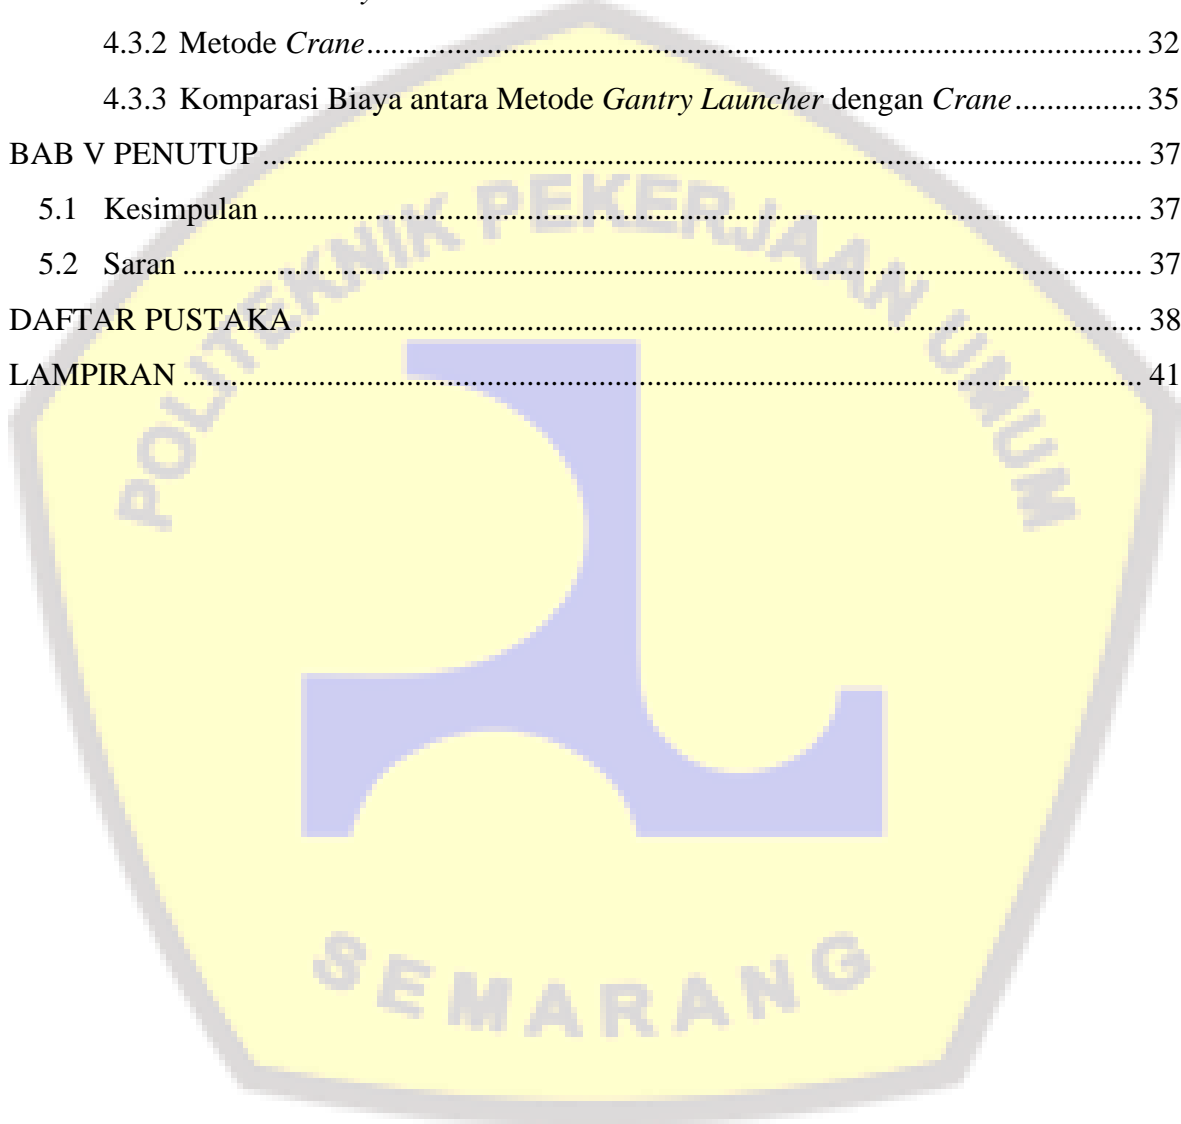 4.3.2 Metode Crane........................................................................................................ 32
4.3.3 Komparasi Biaya antara Metode Gantry Launcher dengan Crane................ 35
BAB V PENUTUP.................................................................................................................. 37
5.1 Kesimpulan.................................................................................................................. 37
5.2 Saran............................................................................................................................ 37
DAFTAR PUSTAKA.............................................................................................................. 38
LAMPIRAN............................................................................................................................ 41
POLITEKNIK PEKERJAAN UMUM
SEMARANG